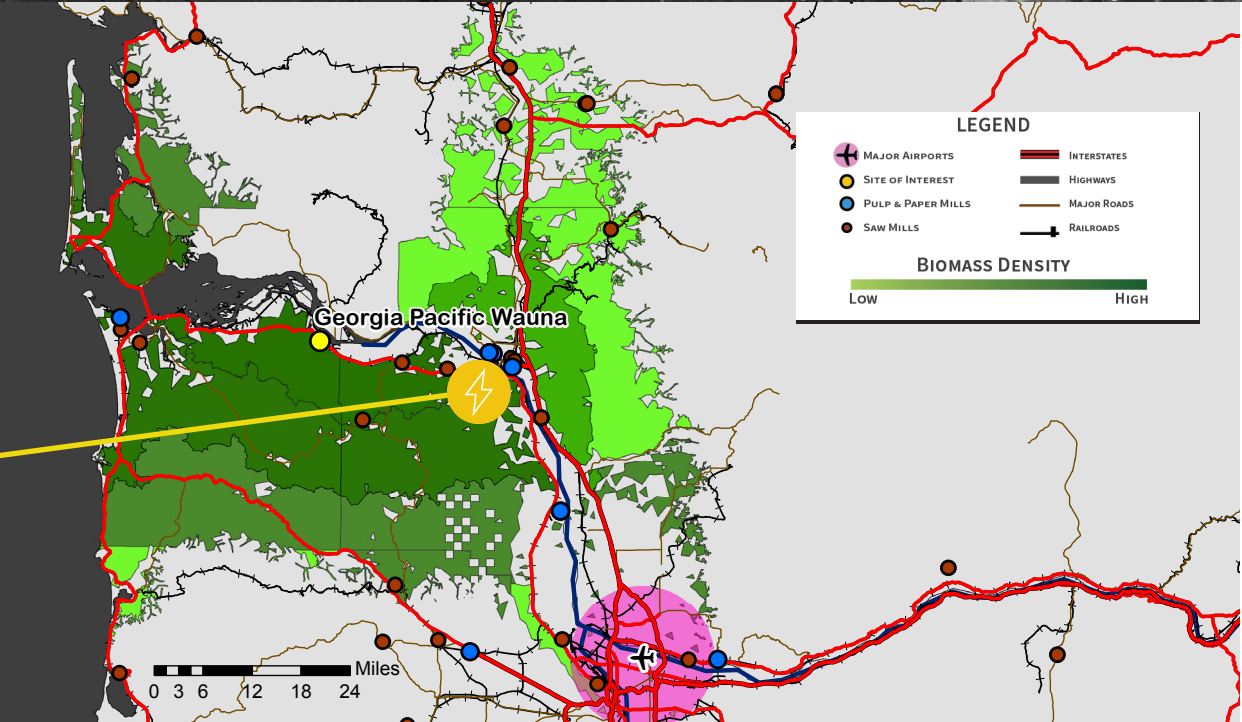 LEGEND
MAJOR AIRPORTS
INTERSTATES
SITE OF INTEREST
HIGHWAYS
PULP & PAPER MILLS
MAJOR ROADS
SAW MILLS
RAILROADS
BIOMASS DENSITY
LOW
HIGH
Georgia Pacific Wauna
Miles
0 3 6 12 18 24